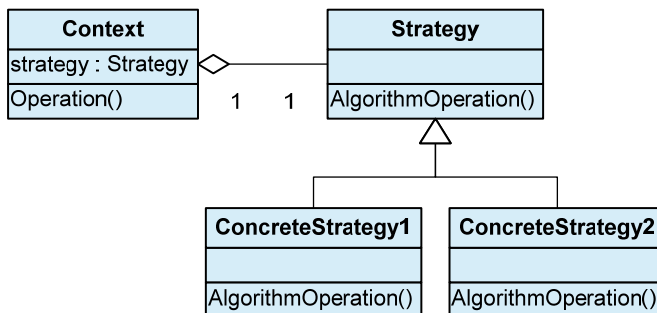 Context
strategy : Strategy
Operation()
1
1
Strategy
AlgorithmOperation()
ConcreteStrategy1
AlgorithmOperation()
ConcreteStrategy2
AlgorithmOperation()